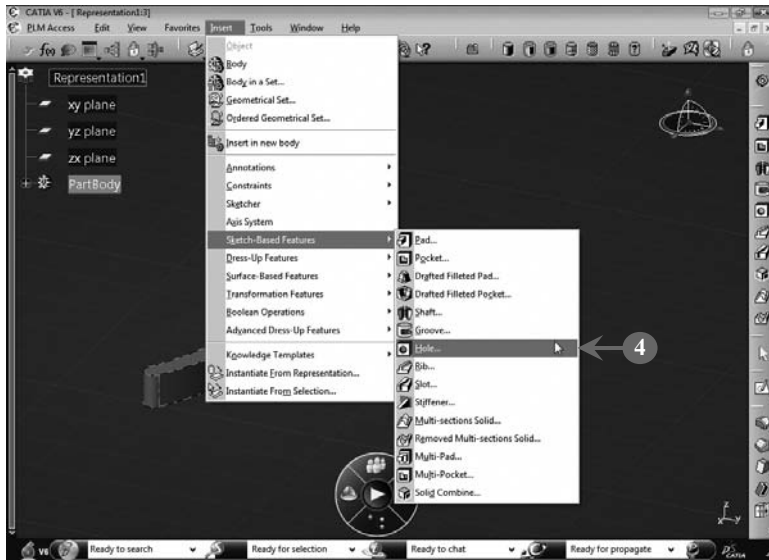 CATIA V6 - [ Representation1:3]
PLM Access Edit View Favorites Insert Tools Window Help
Object
Body
Body in a Set...
Geometrical Set...
Ordered Geometrical Set...
Insert in new body
Annotations
Constraints
Sketcher
Axis System
Sketch-Based Features
Dress-Up Features
Surface-Based Features
Transformation Features
Boolean Operations
Advanced Dress-Up Features
Knowledge Templates
Instantiate From Representation...
Instantiate From Selection...
Representation1
xy plane
yz plane
zx plane
PartBody
Pad...
Pocket...
Drafted Filleted Pad...
Drafted Filleted Pocket...
Shaft...
Groove...
Hole...
4
Rib...
Slot...
Stiffener...
Multi-sections Solid...
Removed Multi-sections Solid...
Multi-Pad...
Multi-Pocket...
Solid Combine...
z
x y
V6 Ready to search Ready for selection Ready to chat Ready for propagate CATIA